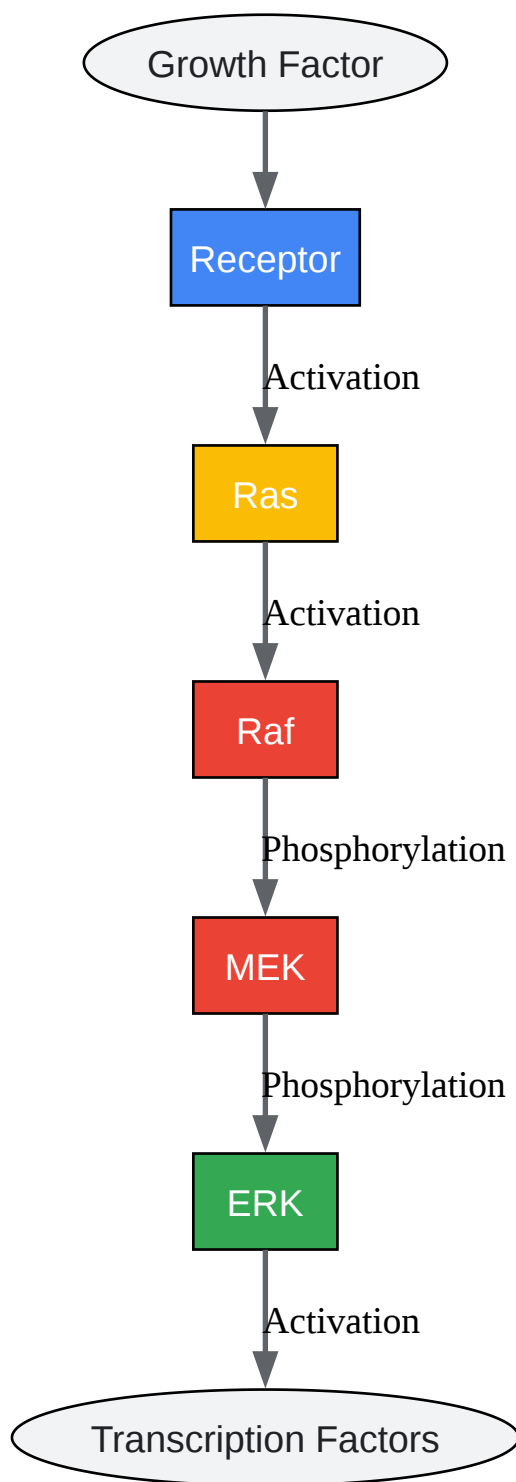 Growth Factor
Receptor
Activation
Ras
Activation
Raf
Phosphorylation
MEK
Phosphorylation
ERK
Activation
Transcription Factors